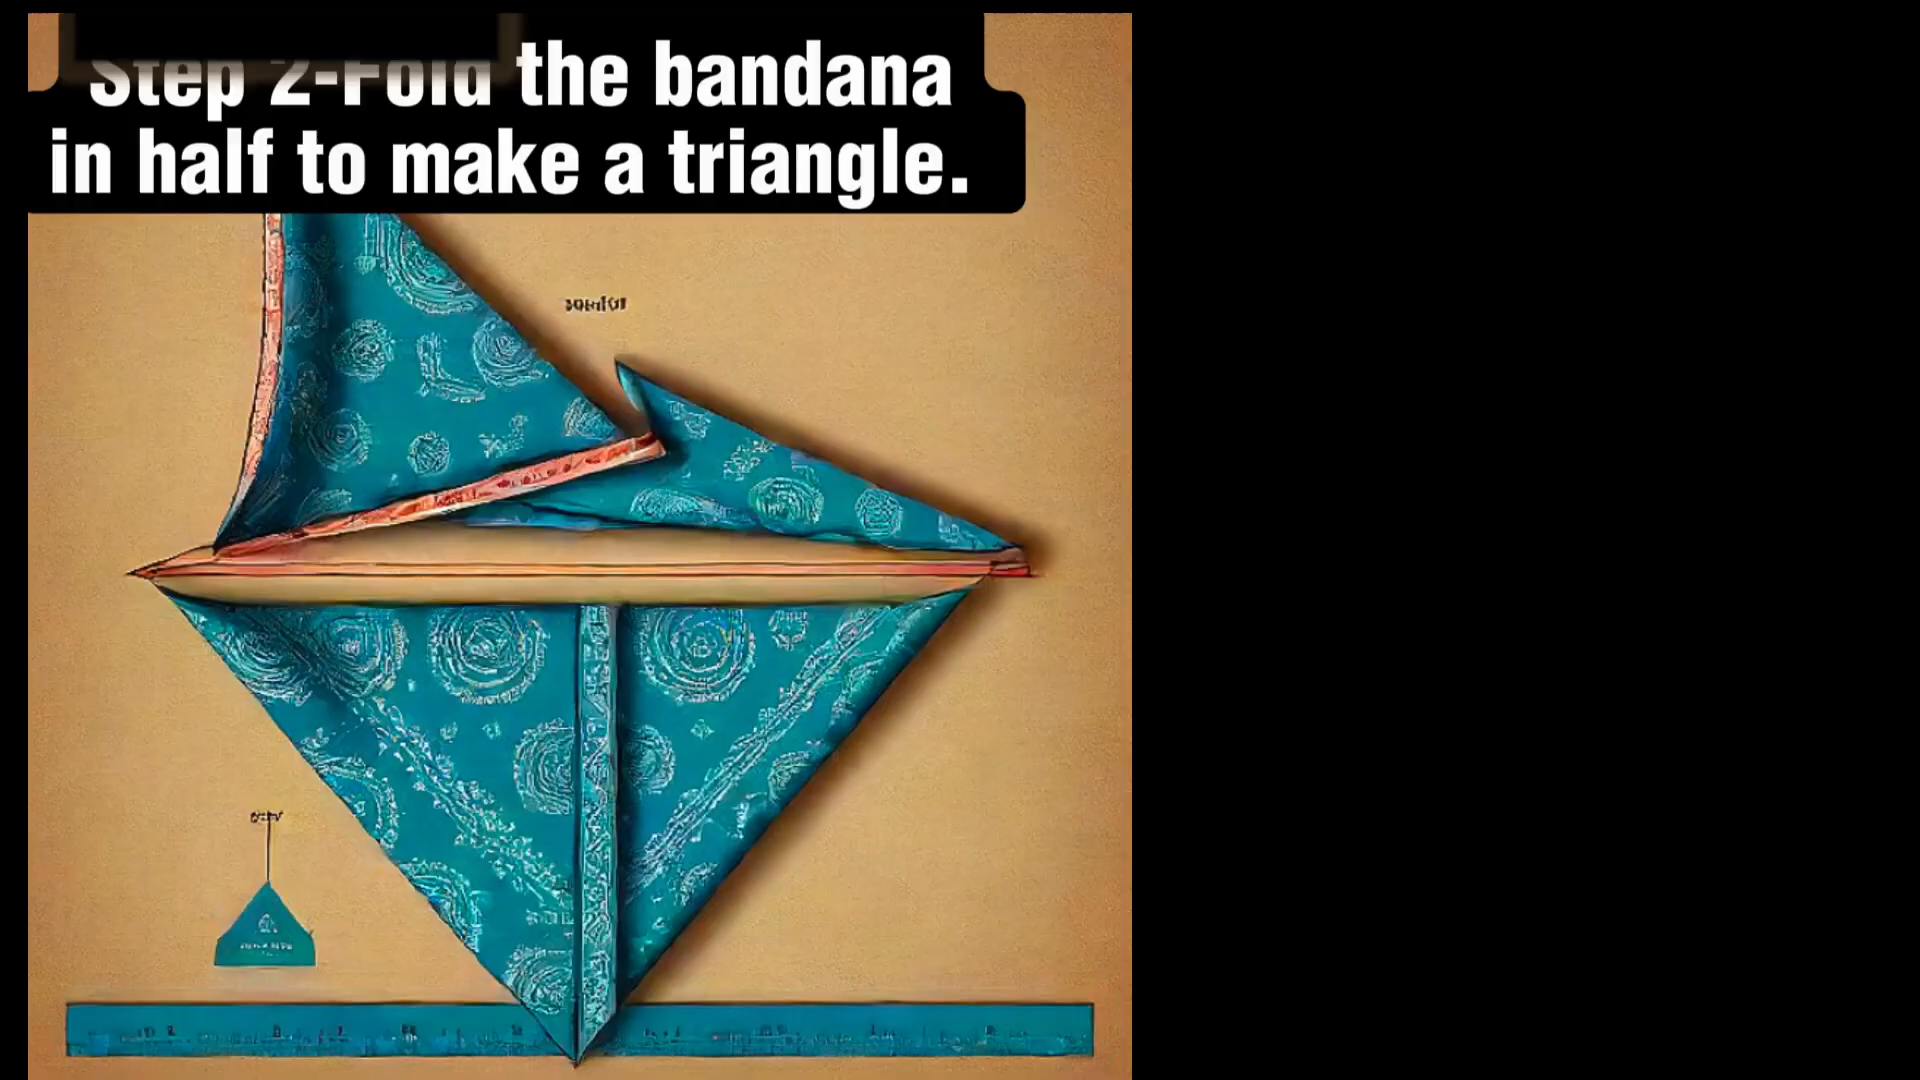 Step 2-Fold the bandana
in half to make a triangle.